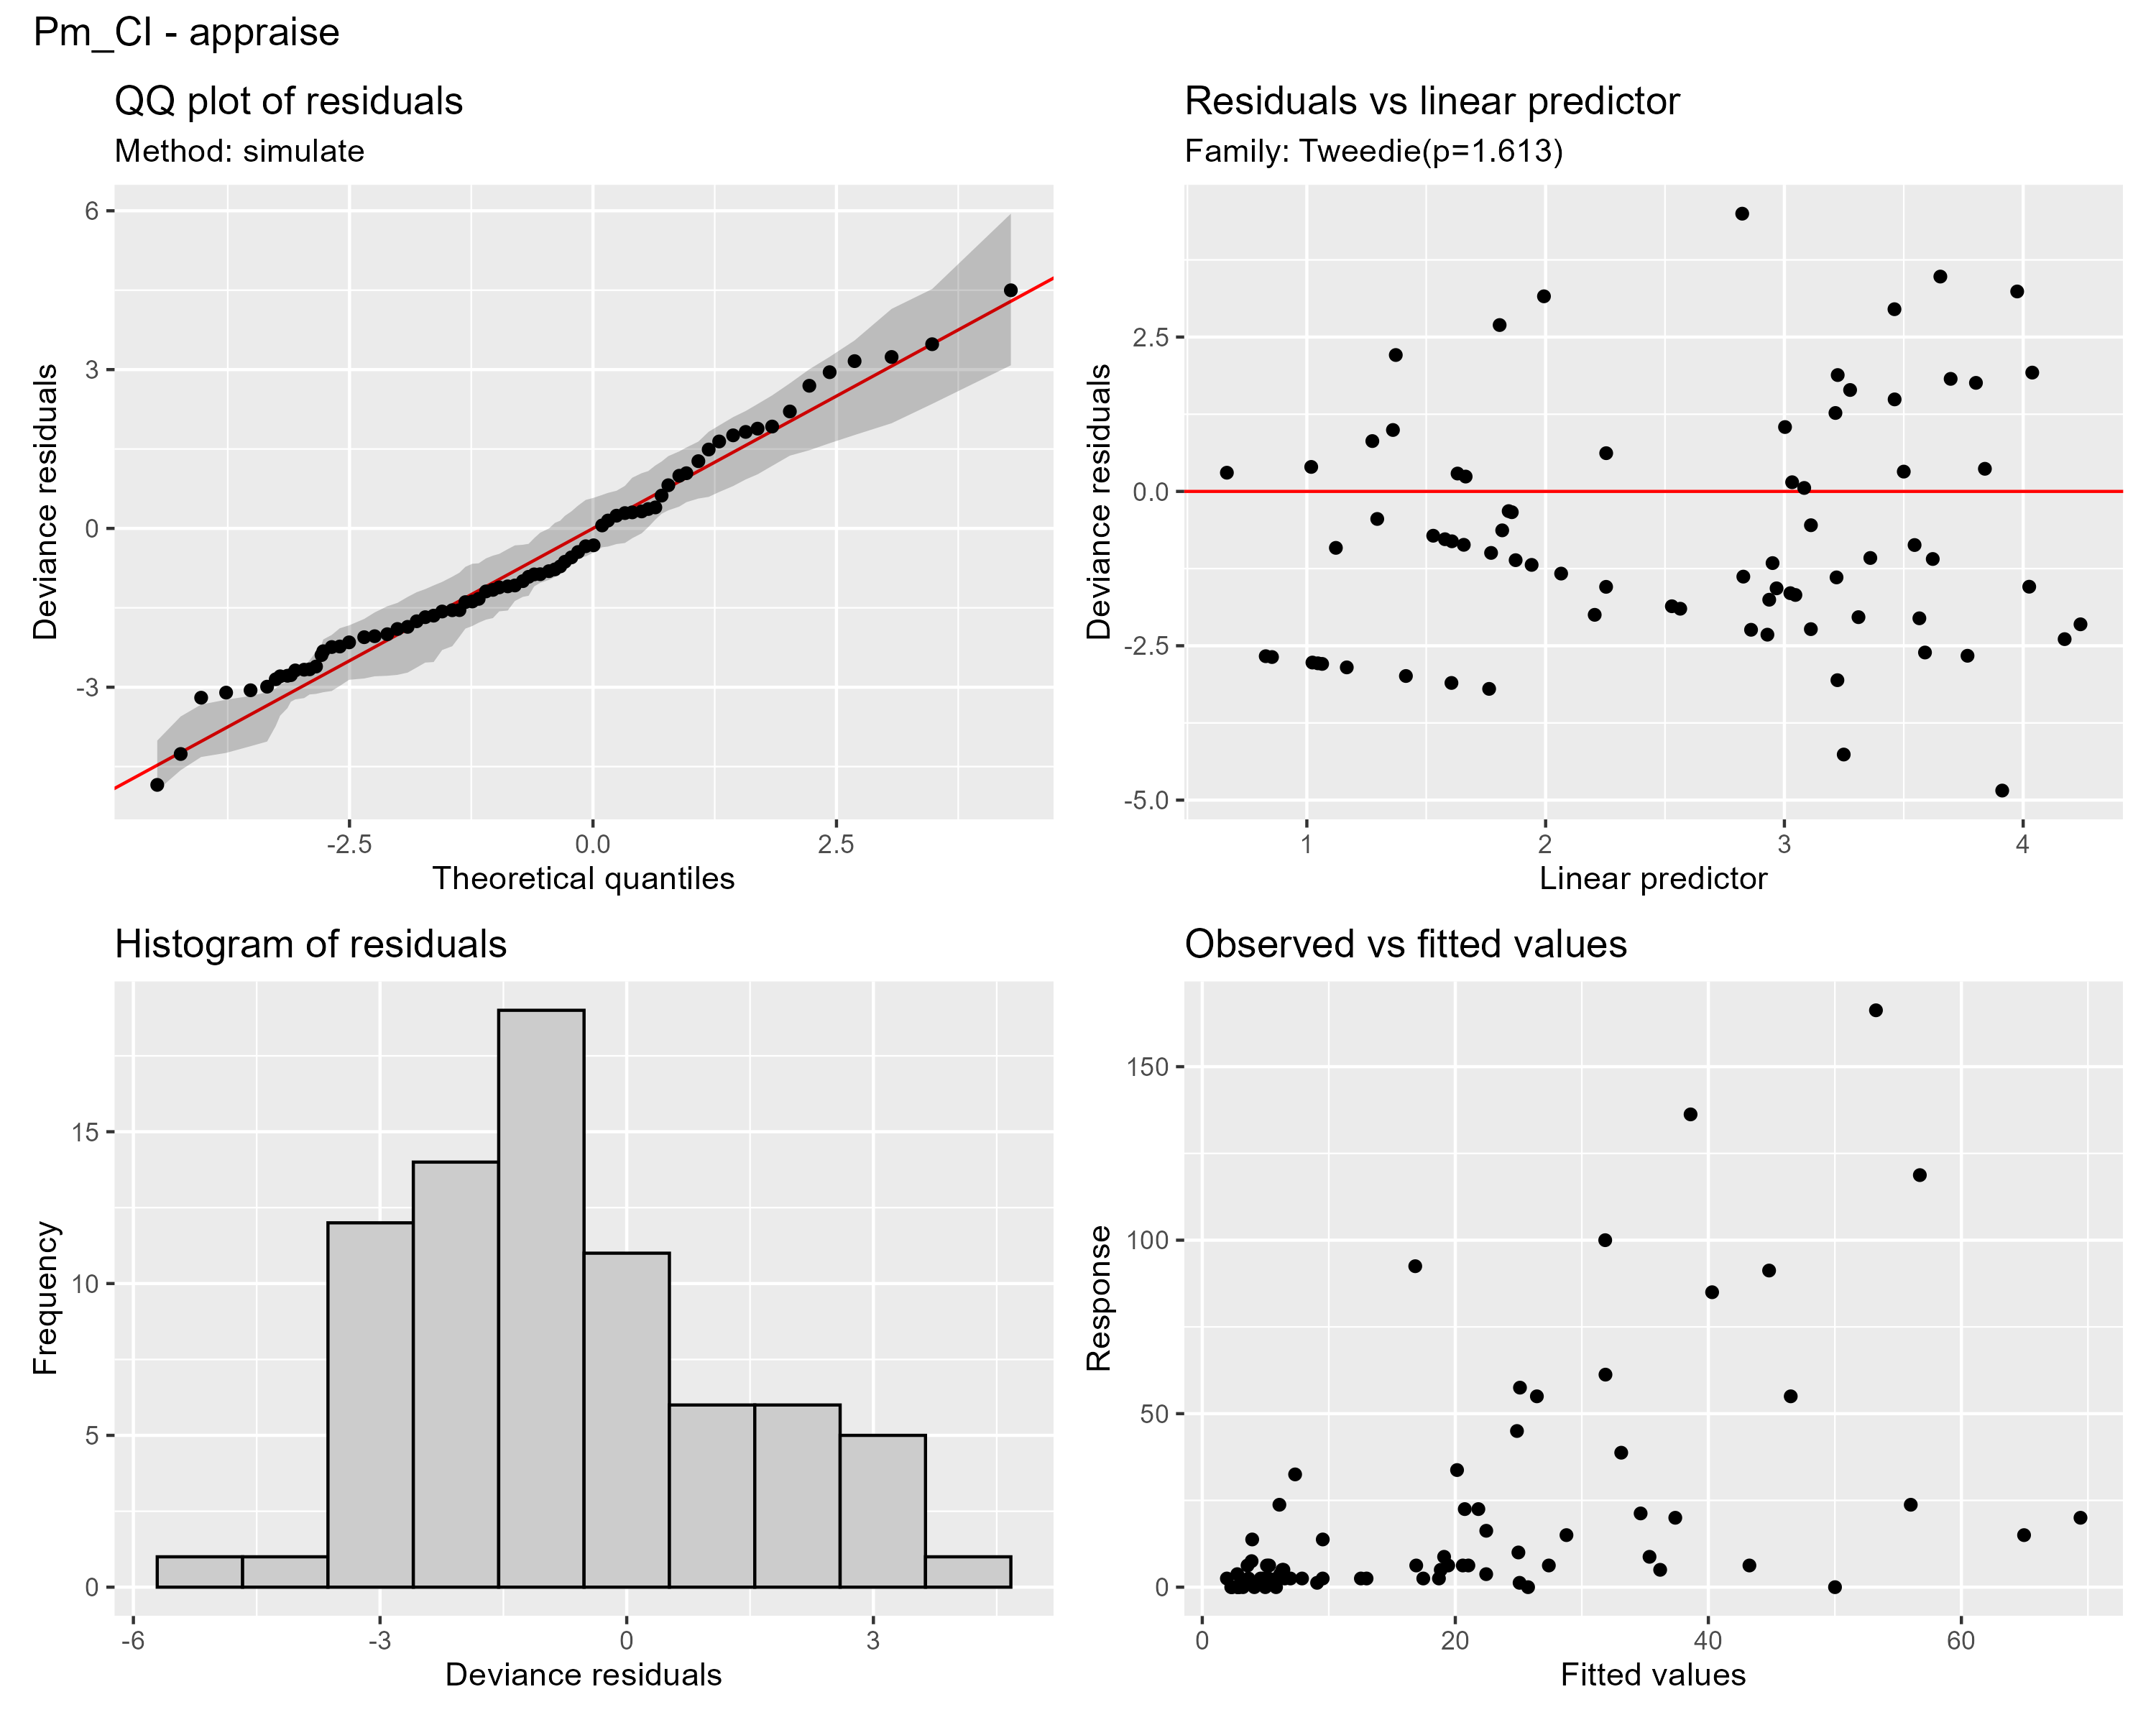 Pm_CI - appraise
QQ plot of residuals
Method: simulate
6
3
0
-3
-2.5
0.0
2.5
Deviance residuals
Theoretical quantiles
Residuals vs linear predictor
Family: Tweedie(p=1.613)
2.5
0.0
-2.5
-5.0
1
2
3
4
Deviance residuals
Linear predictor
Histogram of residuals
15
10
5
0
-6
-3
0
3
Frequency
Deviance residuals
Observed vs fitted values
150
100
50
0
0
20
40
60
Response
Fitted values